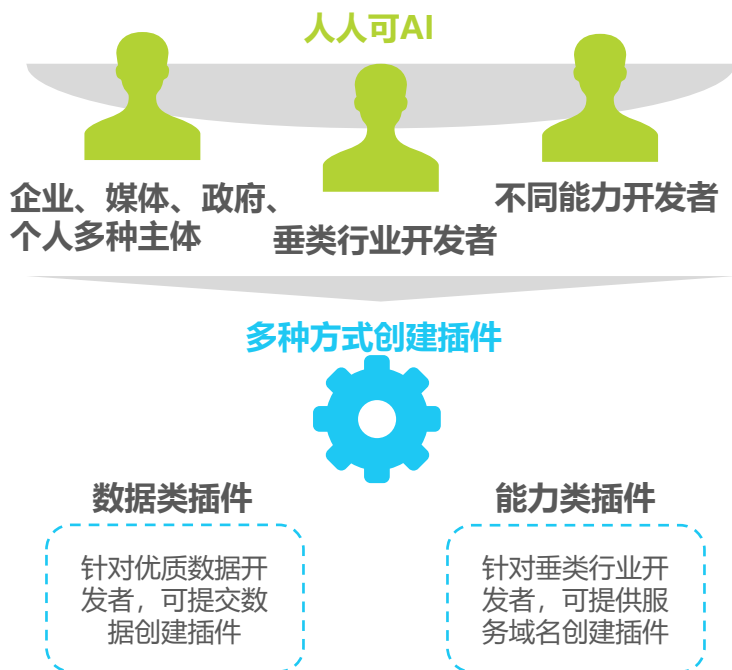 人人可AI
企业、媒体、政府、
个人多种主体
垂类行业开发者
不同能力开发者
多种方式创建插件
数据类插件
针对优质数据开
发者，可提交数
据创建插件
能力类插件
针对垂类行业开
发者，可提供服
务域名创建插件